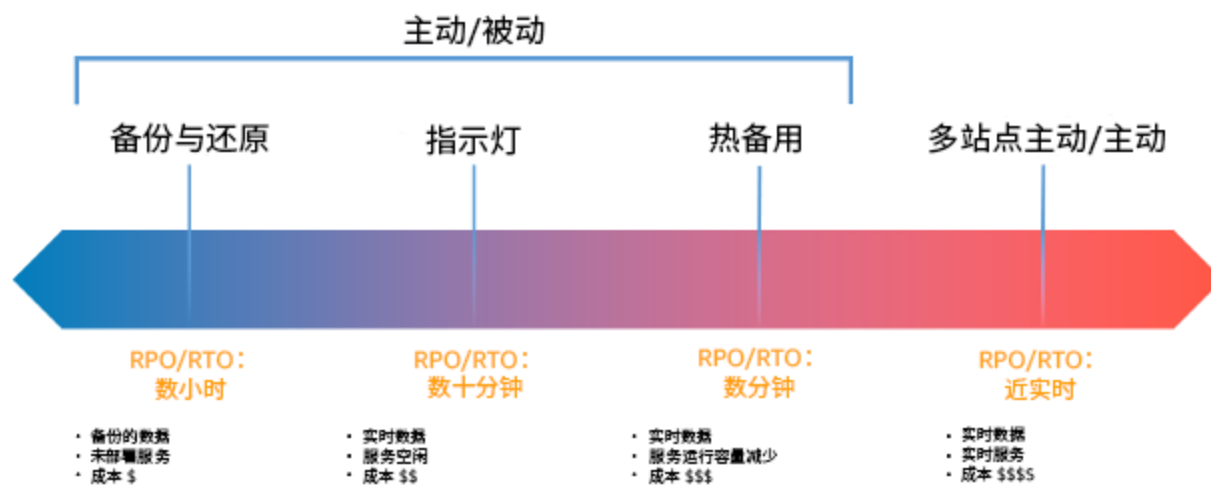 主动/被动
备份与还原
指示灯
热备用
多站点主动/主动
RPO/RTO：
数小时
RPO/RTO：
数十分钟
RPO/RTO：
数分钟
RPO/RTO：
近实时
· 备份的数据
· 未部署服务
· 成本 $
· 实时数据
· 服务空闲
· 成本 $$
· 实时数据
· 服务运行容量减少
· 成本 $$$
· 实时数据
· 实时服务
· 成本 $$$$